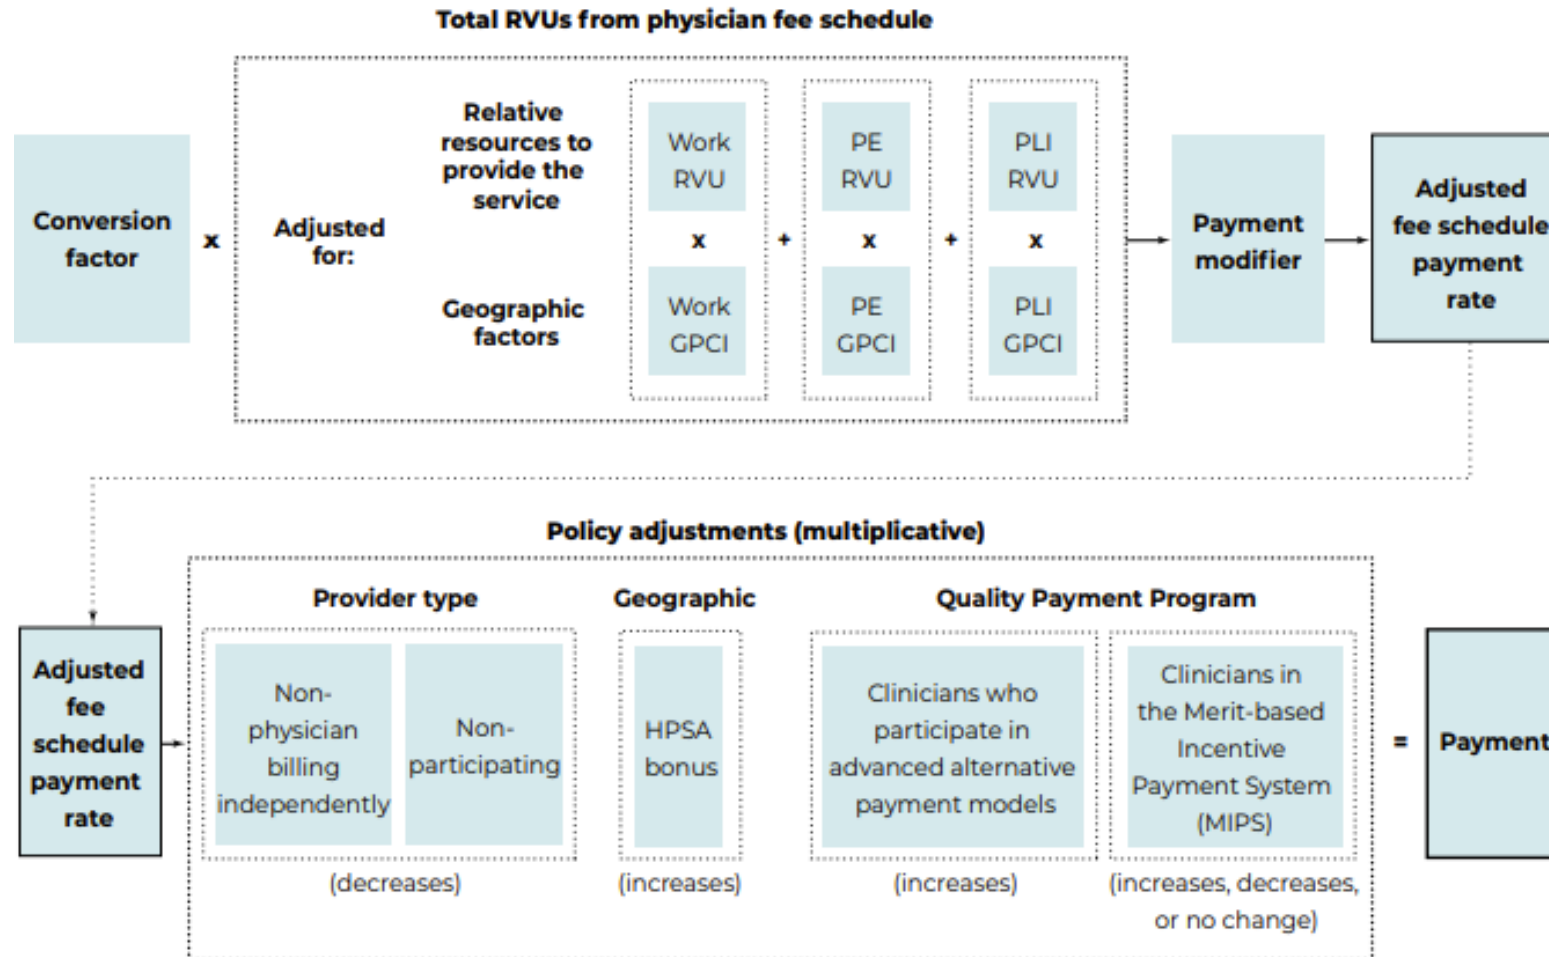 Total RVUs from physician fee schedule
Conversion
factor
x
Adjusted
for:
Relative
resources to
provide the
service
Geographic
factors
Work
RVU
x
Work
GPCI
+
PE
RVU
x
PE
GPCI
+
PLI
RVU
x
PLI
GPCI
Payment
modifier
Adjusted
fee schedule
payment
rate
Policy adjustments (multiplicative)
Adjusted
fee
schedule
payment
rate
Provider type
Non-
physician
billing
independently
Non-
participating
(decreases)
Geographic
HPSA
bonus
(increases)
Quality Payment Program
Clinicians who
participate in
advanced alternative
payment models
(increases)
Clinicians in
the Merit-based
Incentive
Payment System
(MIPS)
(increases, decreases,
or no change)
=
Payment